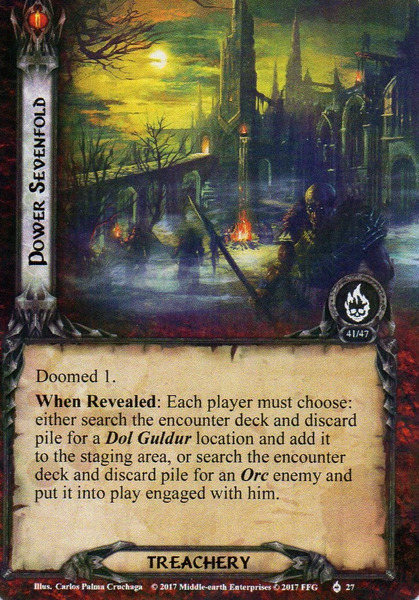 Power Sevenfold
41/47
Doomed 1.
When Revealed: Each player must choose:
either search the encounter deck and discard
pile for a Dol Guldur location and add it
to the staging area, or search the encounter
deck and discard pile for an Orc enemy and
put it into play engaged with him.
TREACHERY
Illus. Carlos Palma Cruchaga © 2017 Middle-earth Enterprises © 2017 FFG 27